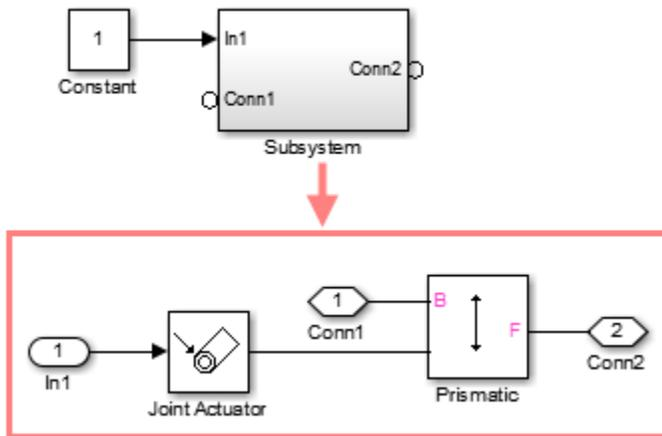 1
In1
Conn2
Constant
Conn1
Subsystem
1
B
Conn1
F
2
1
Conn2
In1
Joint Actuator
Prismatic